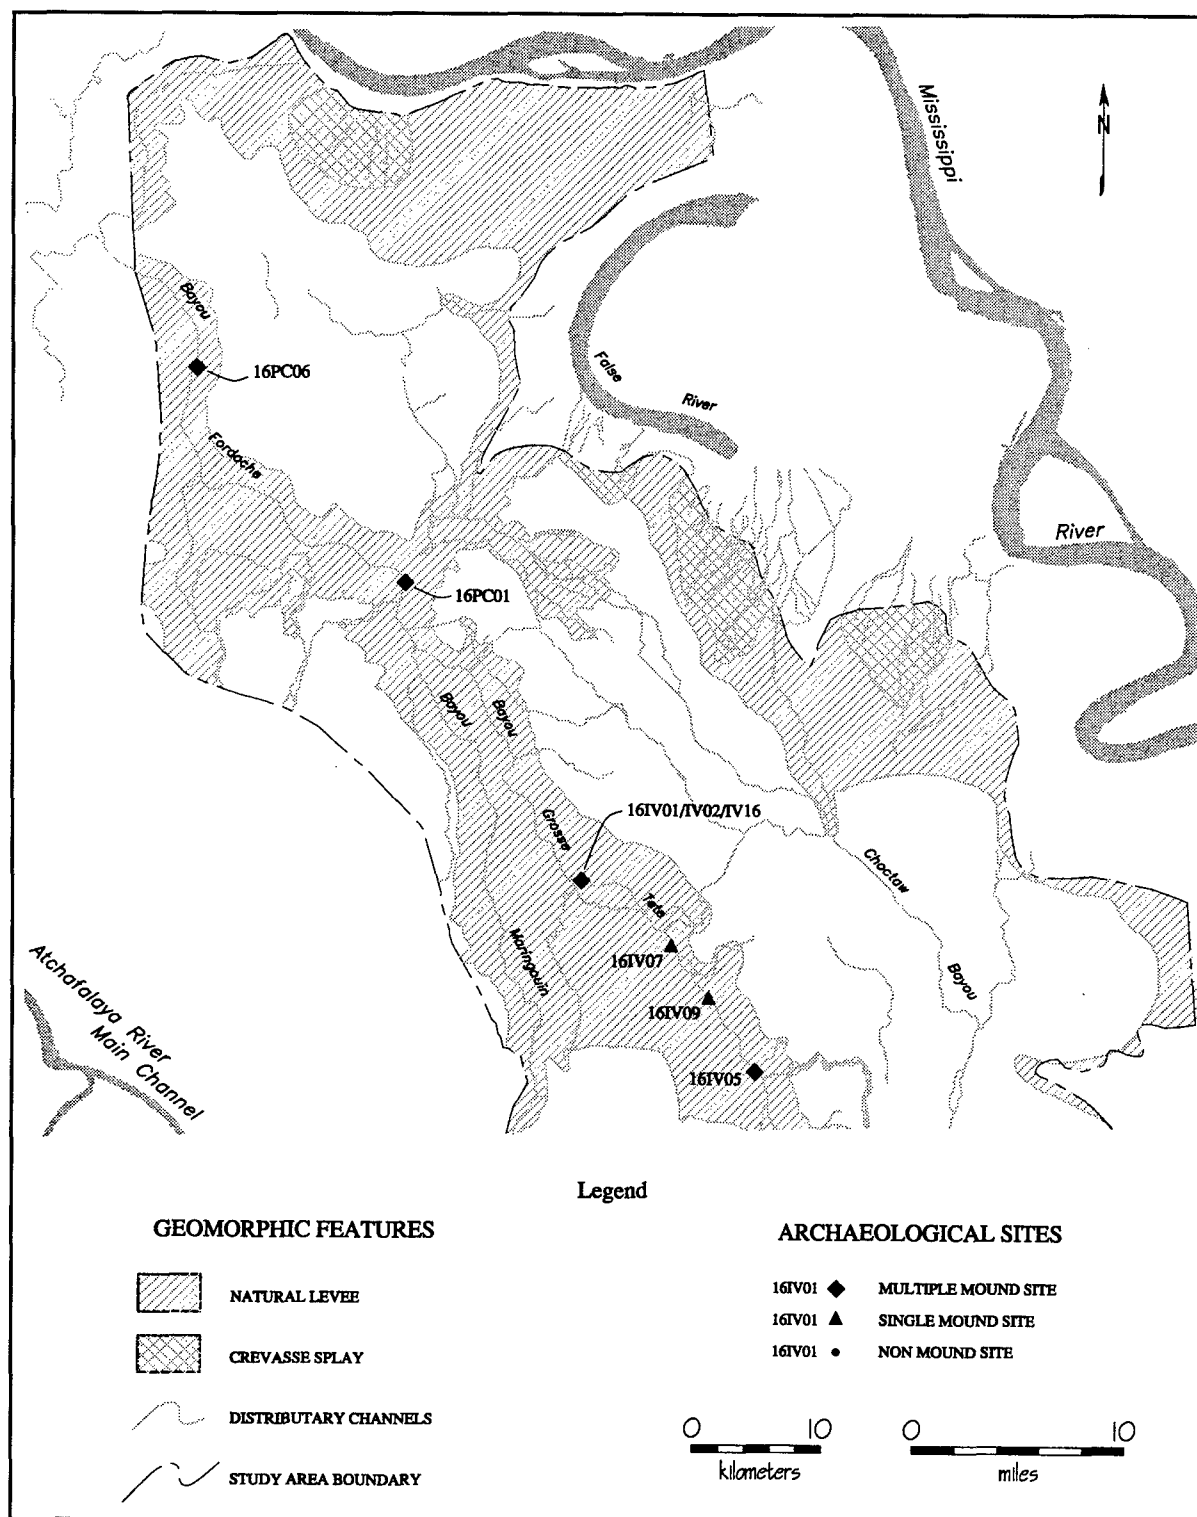 Mississippi
N
Bayou
False
River
16PC06
Fordoche
River
16PC01
Bayou
Bayou
16IV01/IV02/IV16
Grosse
Choctaw
Tete
Maringouin
16IV07
Bayou
16IV09
Atchafalaya River
Main Channel
16IV05
Legend
GEOMORPHIC FEATURES
NATURAL LEVEE
CREVASSE SPLAY
DISTRIBUTARY CHANNELS
STUDY AREA BOUNDARY
ARCHAEOLOGICAL SITES
16IV01 MULTIPLE MOUND SITE
16IV01 SINGLE MOUND SITE
16IV01 NON MOUND SITE
0 10
kilometers
0 10
miles